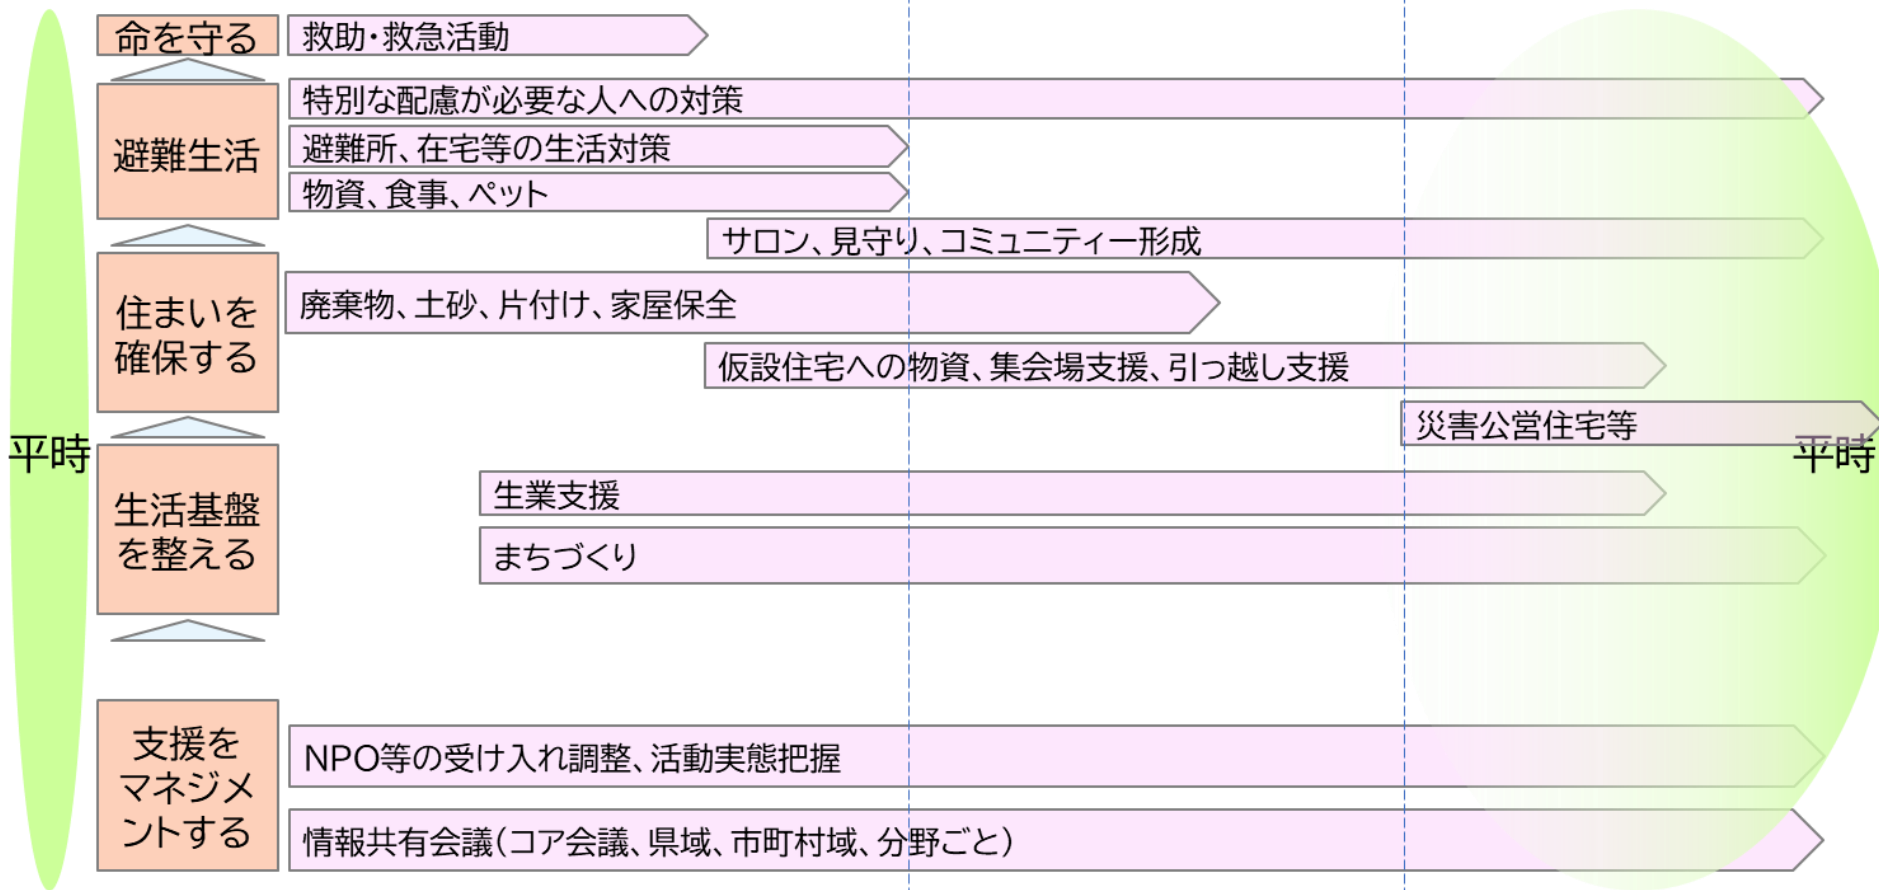 命を守る
救助・救急活動
避難生活
特別な配慮が必要な人への対策
避難所、在宅等の生活対策
物資、食事、ペット
サロン、見守り、コミュニティー形成
住まいを
確保する
廃棄物、土砂、片付け、家屋保全
仮設住宅への物資、集会場支援、引っ越し支援
災害公営住宅等
平時
平時
生活基盤
を整える
生業支援
まちづくり
支援を
マネジメ
ントする
NPO等の受け入れ調整、活動実態把握
情報共有会議(コア会議、県域、市町村域、分野ごと)